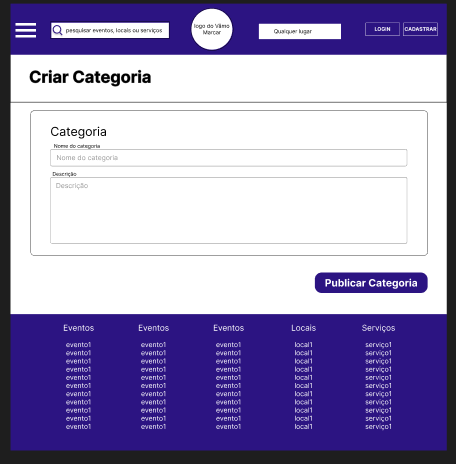 pesquisar eventos, locais ou serviços
logo do Vámo
Marcar
Qualquer lugar
LOGIN
CADASTRAR
Criar Categoria
Categoria
Nome do categoria
Nome do categoria
Descrição
Descrição
Publicar Categoria
Eventos Eventos Eventos Locais Serviços
evento1 evento1 evento1 local1 serviço1
evento1 evento1 evento1 local1 serviço1
evento1 evento1 evento1 local1 serviço1
evento1 evento1 evento1 local1 serviço1
evento1 evento1 evento1 local1 serviço1
evento1 evento1 evento1 local1 serviço1
evento1 evento1 evento1 local1 serviço1
evento1 evento1 evento1 local1 serviço1
evento1 evento1 evento1 local1 serviço1
evento1 evento1 evento1 local1 serviço1
evento1 evento1 evento1 local1 serviço1